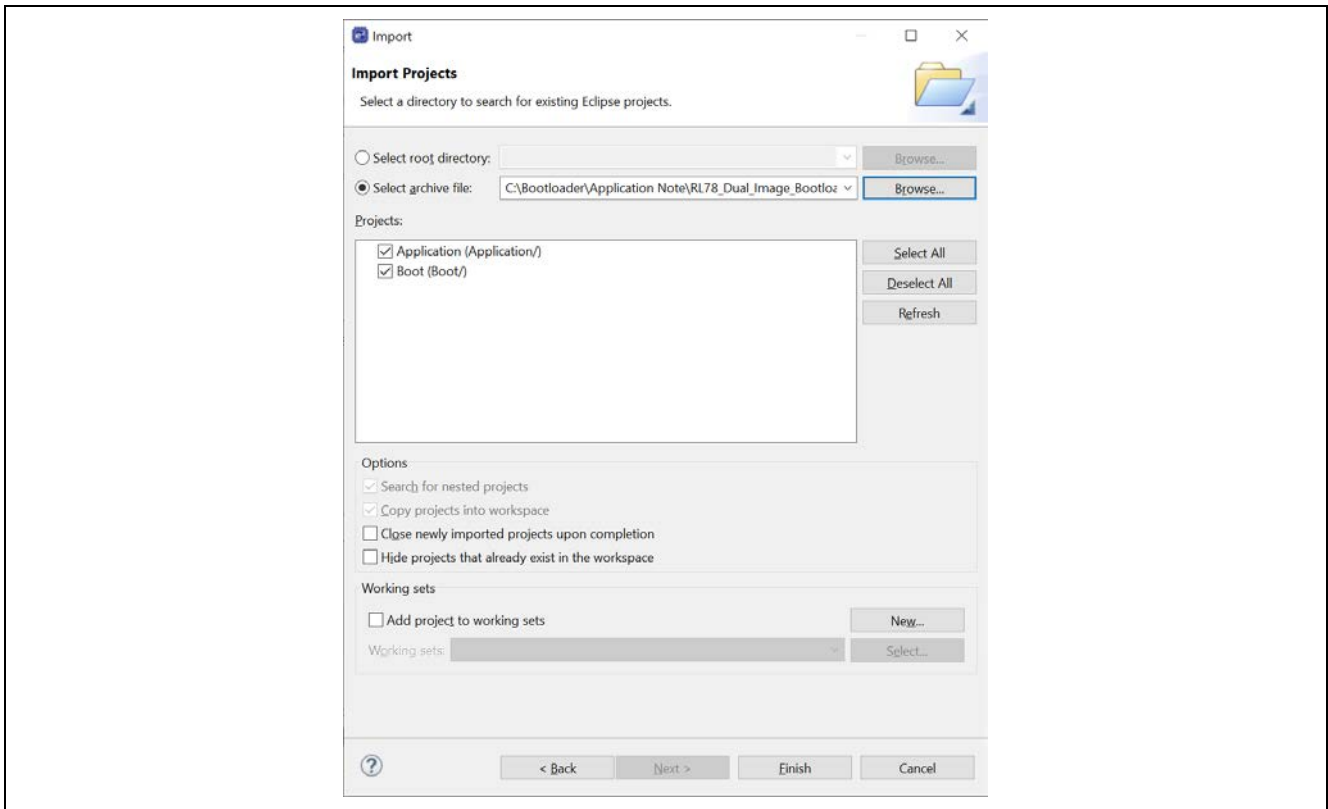 Import
Import Projects
Select a directory to search for existing Eclipse projects.
Select root directory:
Browse...
Select archive file:
C:\Bootloader\Application Note\RL78_Dual_Image_Bootloa
Browse...
Projects:
Application (Application/)
Boot (Boot/)
Select All
Deselect All
Refresh
Options
Search for nested projects
Copy projects into workspace
Close newly imported projects upon completion
Hide projects that already exist in the workspace
Working sets
Add project to working sets
New...
Working sets:
Select...
?
< Back
Next >
Finish
Cancel